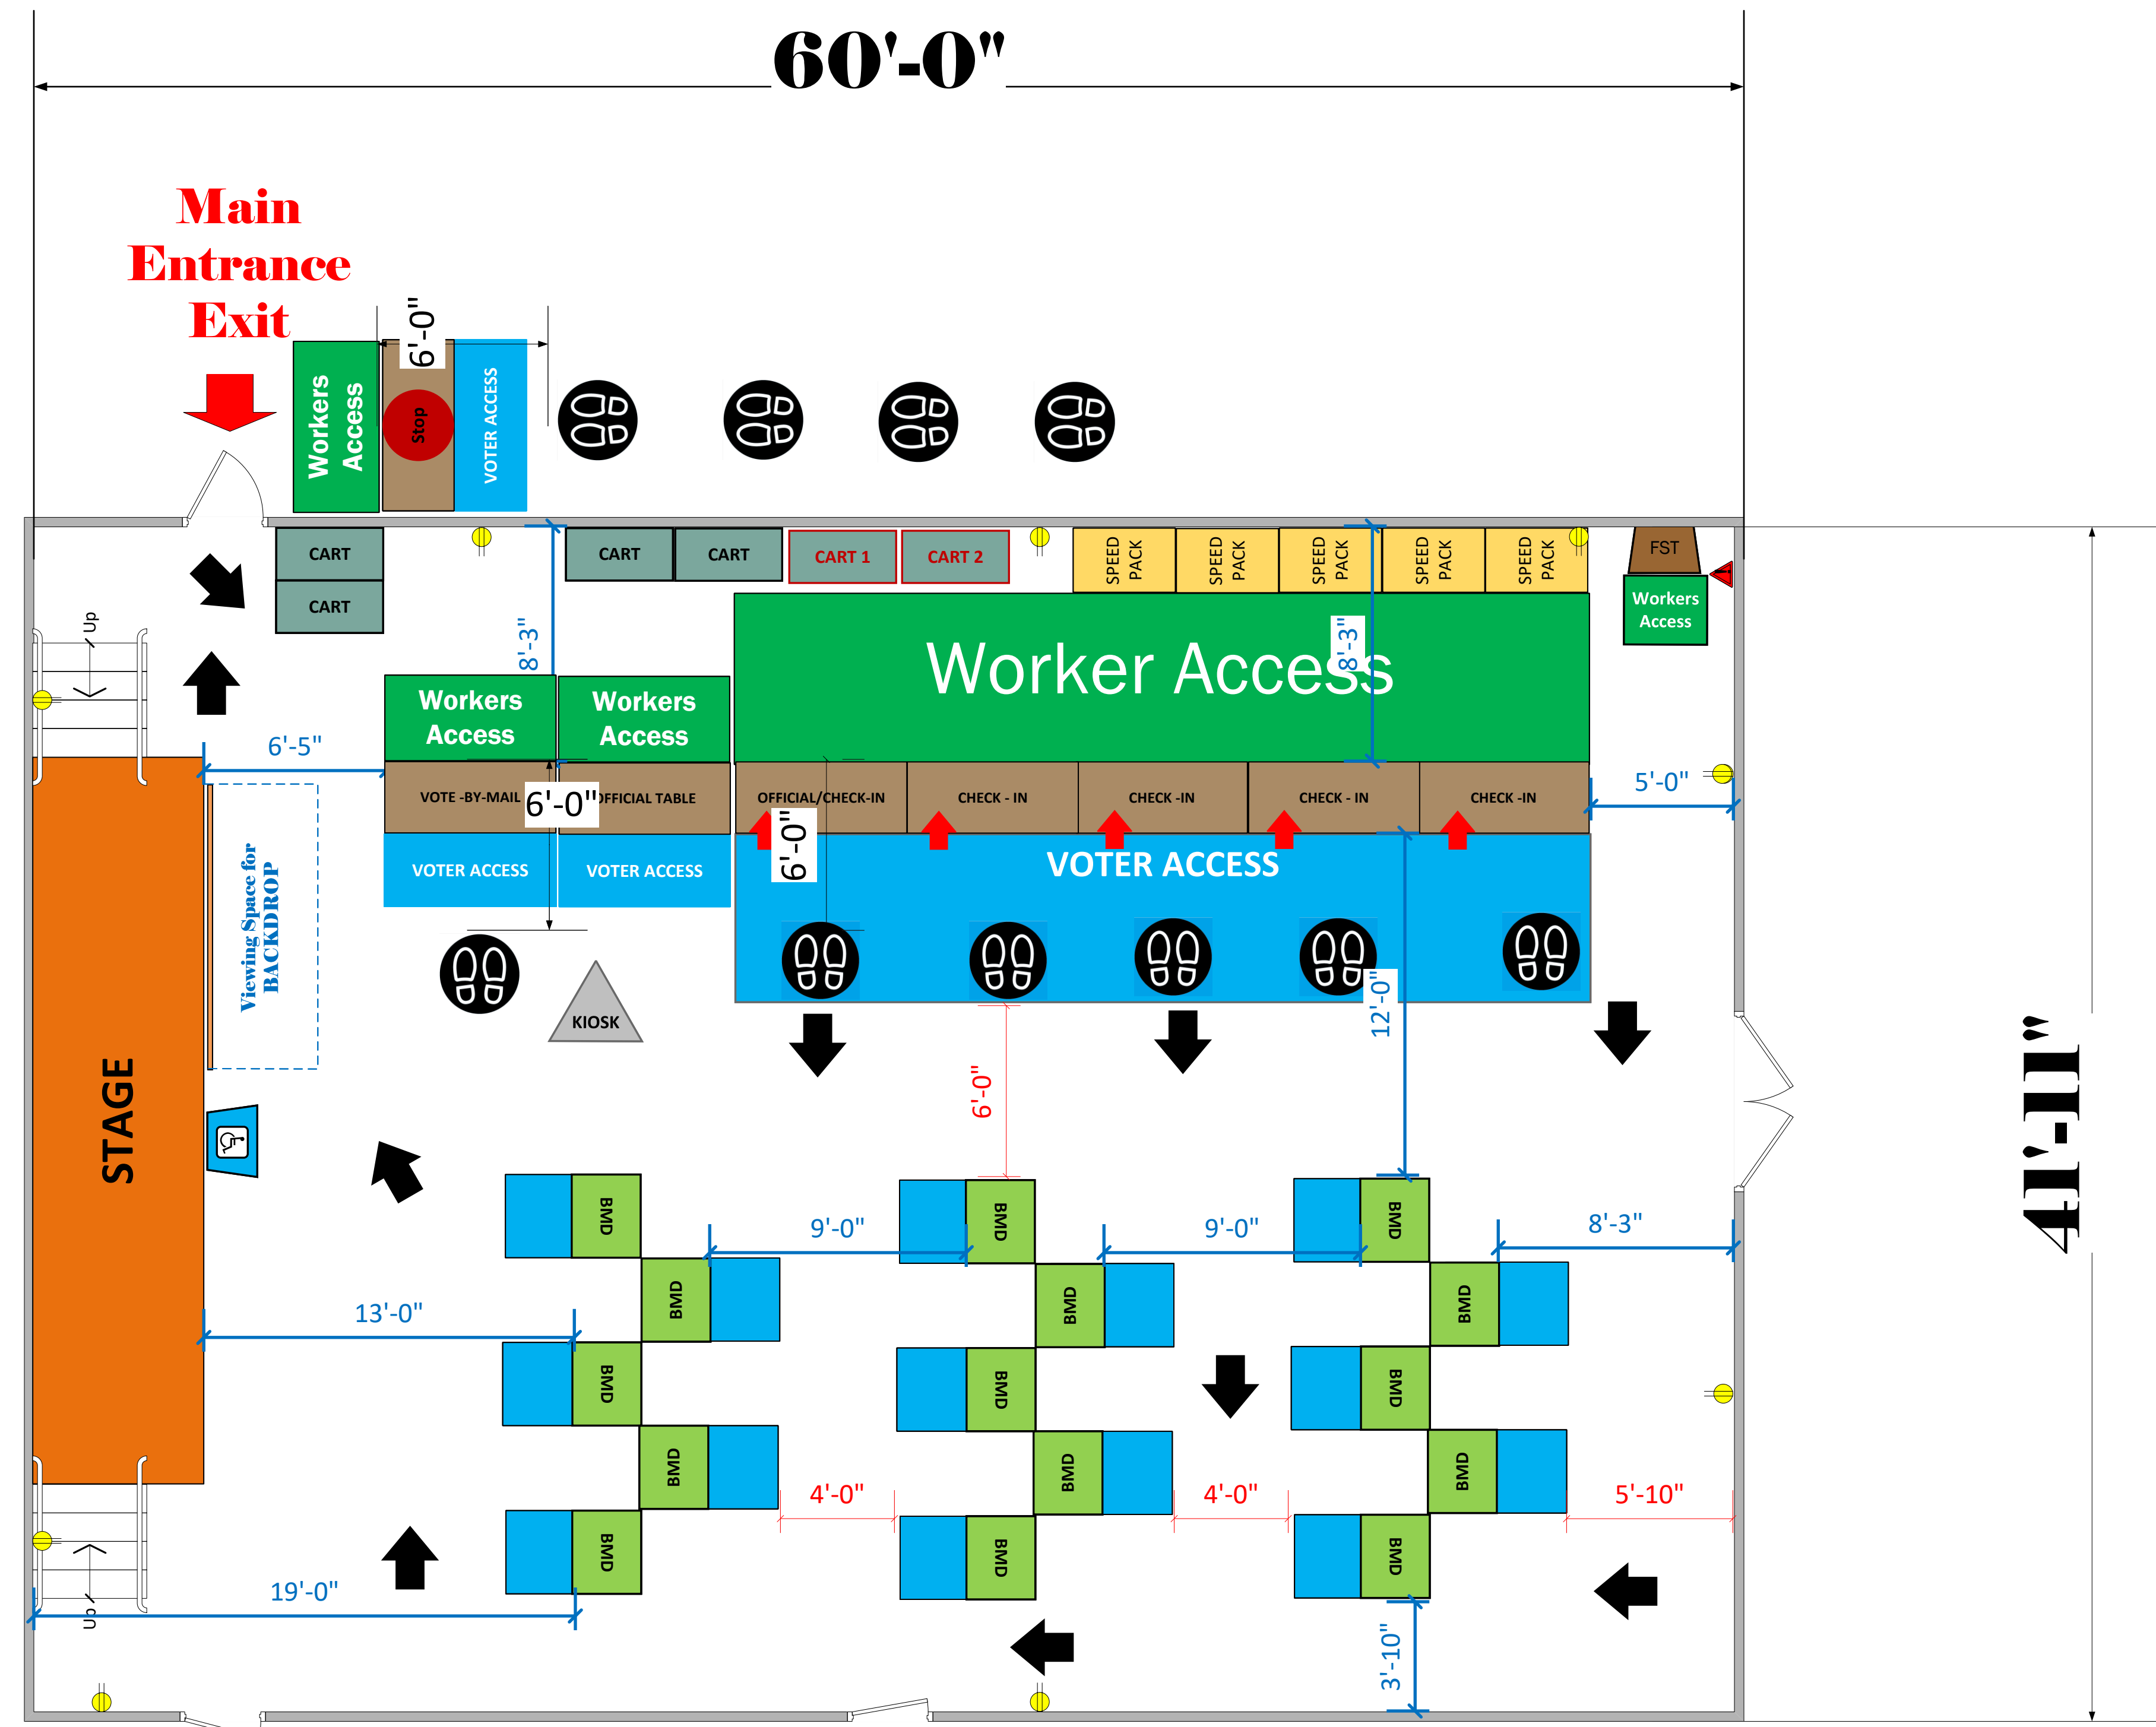 60'-0"
Main
Entrance
Exit
6'-0"
Workers
Access
Stop
VOTER ACCESS
CART
CART
CART
CART
CART 1
CART 2
SPEED
PACK
SPEED
PACK
SPEED
PACK
SPEED
PACK
SPEED
PACK
FST
Workers
Access
Up
8'-3"
8'-3"
Worker Access
Workers
Access
Workers
Access
6'-5"
5'-0"
VOTE -BY-MAIL
6'-0"
OFFICIAL TABLE
OFFICIAL/CHECK-IN
CHECK - IN
CHECK -IN
CHECK - IN
CHECK -IN
6'-0"
VOTER ACCESS
VOTER ACCESS
VOTER ACCESS
Viewing Space for
BACKDROP
KIOSK
12'-0"
STAGE
6'-0"
41'-11"
BMD
BMD
BMD
9'-0"
9'-0"
8'-3"
BMD
BMD
BMD
13'-0"
BMD
BMD
BMD
BMD
BMD
BMD
4'-0"
4'-0"
5'-10"
BMD
BMD
BMD
19'-0"
Up
3'-10"